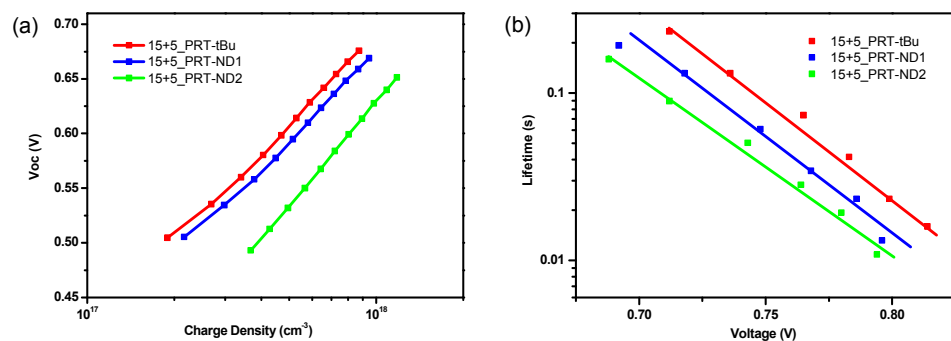 (a)
0.70
0.65
0.60
0.55
0.50
0.45
Voc (V)
15+5_PRT-tBu
15+5_PRT-ND1
15+5_PRT-ND2
10¹⁷
10¹⁸
Charge Density (cm⁻³)
(b)
0.1
0.01
Lifetime (s)
15+5_PRT-tBu
15+5_PRT-ND1
15+5_PRT-ND2
0.70
0.75
0.80
Voltage (V)